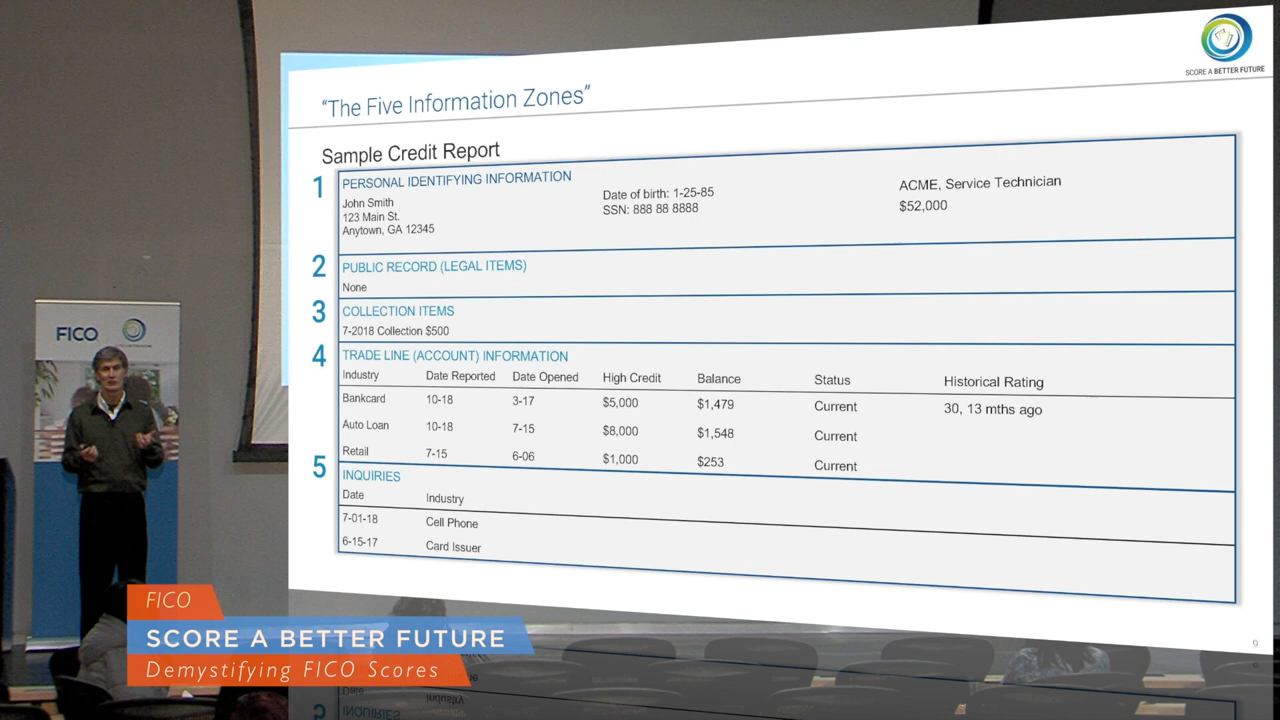 SCORE A BETTER FUTURE
"The Five Information Zones"
Sample Credit Report
1 PERSONAL IDENTIFYING INFORMATION
John Smith
123 Main St.
Anytown, GA 12345
Date of birth: 1-25-85
SSN: 888 88 8888
ACME, Service Technician
$52,000
2 PUBLIC RECORD (LEGAL ITEMS)
None
3 COLLECTION ITEMS
7-2018 Collection $500
4 TRADE LINE (ACCOUNT) INFORMATION
Industry Date Reported Date Opened High Credit Balance Status Historical Rating
Bankcard 10-18 3-17 $5,000 $1,479 Current 30, 13 mths ago
Auto Loan 10-18 7-15 $8,000 $1,548 Current
Retail 7-15 6-06 $1,000 $253 Current
5 INQUIRIES
Date Industry
7-01-18 Cell Phone
6-15-17 Card Issuer
9
FICO
FICO
SCORE A BETTER FUTURE
Demystifying FICO Scores